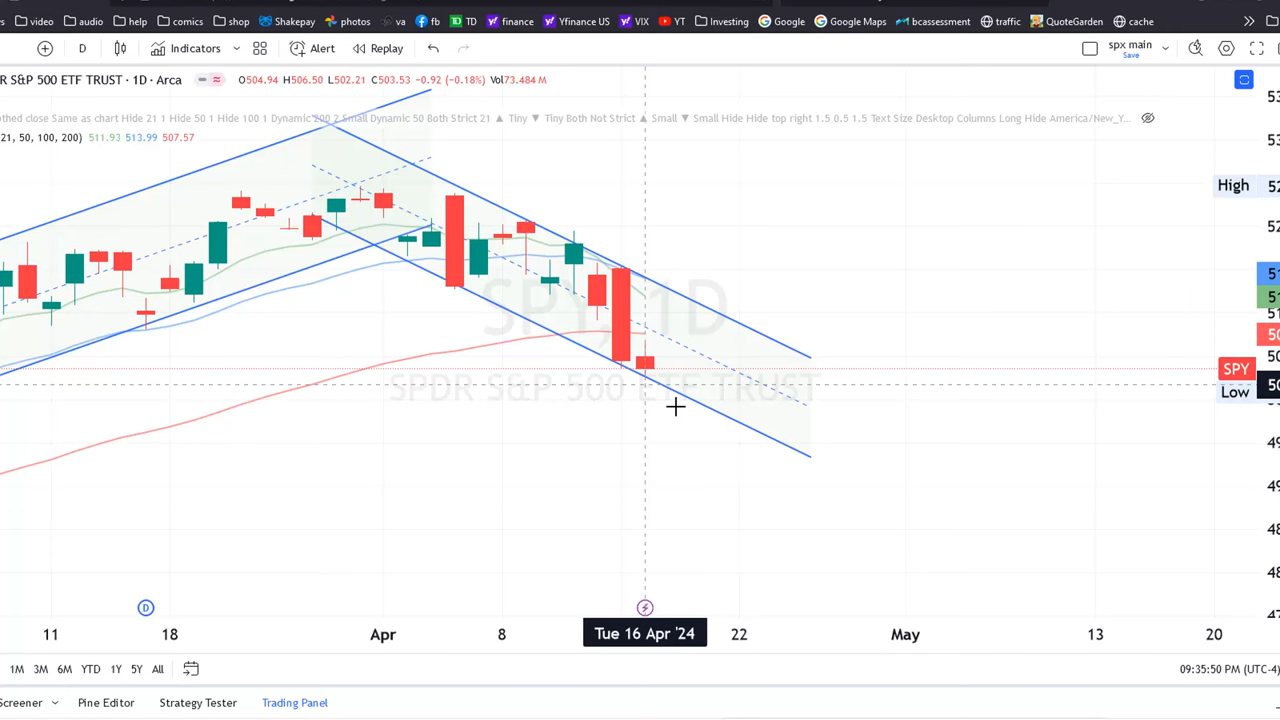 video audio help comics shop Shakepay photos va fb TD finance Yfinance US VIX YT Investing Google Google Maps bcassessment traffic QuoteGarden cache
D Indicators Alert Replay spx main
Save
R S&P 500 ETF TRUST · 1D · Arca O504.94 H506.50 L502.21 C503.53 −0.92 (−0.18%) Vol73.484 M
othed close Same as chart Hide 21 1 Hide 50 1 Hide 100 1 Dynamic 200 2 Small Dynamic 50 Both Strict 21 ▲ Tiny ▼ Tiny Both Not Strict ▲ Small ▼ Small Hide Hide top right 1.5 0.5 1.5 Text Size Desktop Columns Long Hide America/New_Y...
21, 50, 100, 200) 511.93 513.99 507.57
High
SPY, 1D
SPDR S&P 500 ETF TRUST
SPY
Low
D
11 18 Apr 8 Tue 16 Apr '24 22 May 13 20
1M 3M 6M YTD 1Y 5Y All 09:35:50 PM (UTC-4)
Screener Pine Editor Strategy Tester Trading Panel